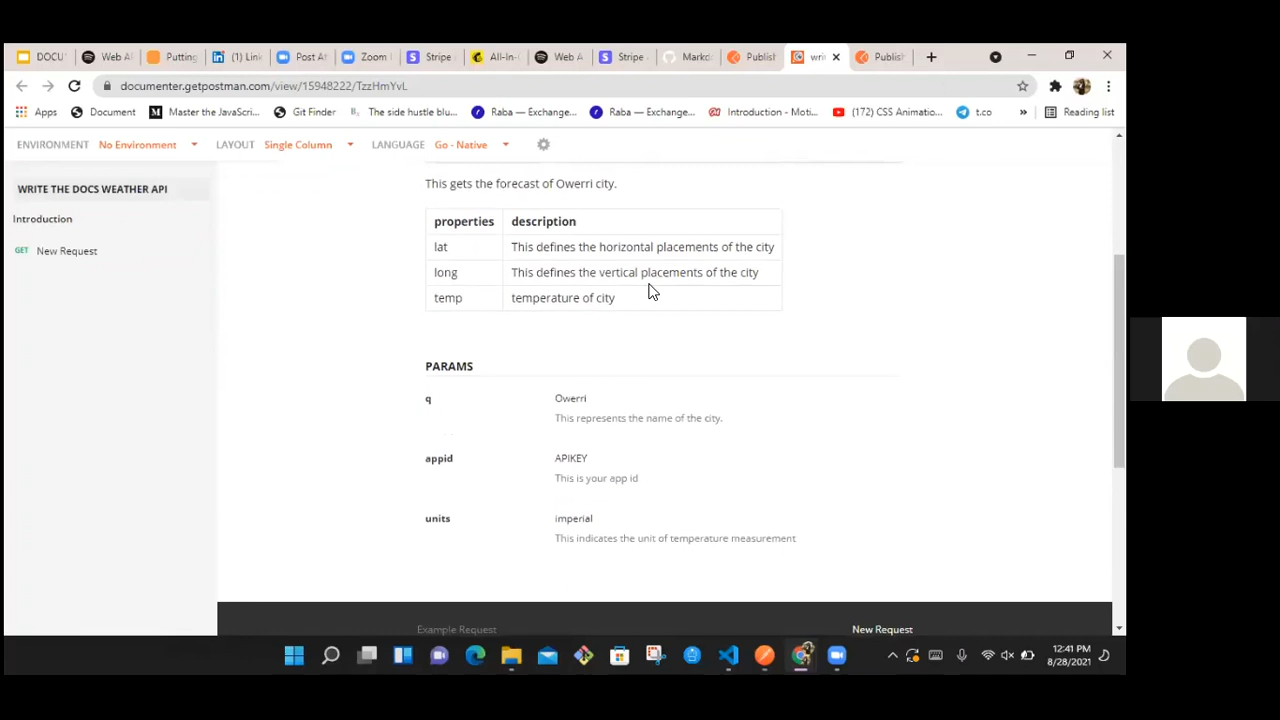 DOCU
Web A
Putting
(1) Link
Post At
Zoom
Stripe
All-In-
Web A
Stripe
Markdo
Publish
writ
Publish
documenter.getpostman.com/view/15948222/TzzHmYvL
Apps
Document
Master the JavaScri...
Git Finder
The side hustle blu...
Raba — Exchange...
Raba — Exchange...
Introduction - Moti...
(172) CSS Animatio...
t.co
»
Reading list
ENVIRONMENT No Environment LAYOUT Single Column LANGUAGE Go - Native
WRITE THE DOCS WEATHER API
Introduction
GET New Request
This gets the forecast of Owerri city.
properties description
lat This defines the horizontal placements of the city
long This defines the vertical placements of the city
temp temperature of city
PARAMS
q Owerri
This represents the name of the city.
appid APIKEY
This is your app id
units imperial
This indicates the unit of temperature measurement
Example Request New Request
12:41 PM
8/28/2021